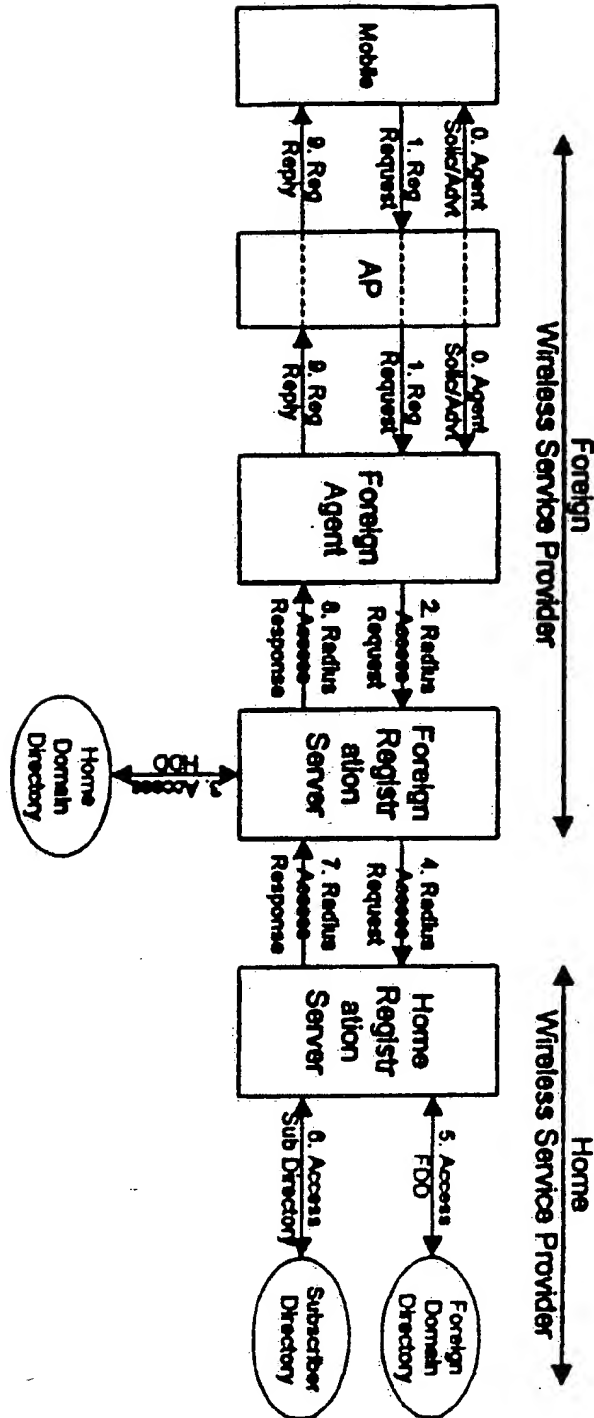 Foreign
Wireless Service Provider
Home
Wireless Service Provider
Mobile
0. Agent
Solic/Advt
1. Reg
Request
9. Reg
Reply
AP
0. Agent
Solic/Advt
1. Reg
Request
9. Reg
Reply
Foreign
Agent
2. Radius
Access
Request
8. Radius
Access
Response
Foreign
Registr
ation
Server
3. Access
HDD
Home
Domain
Directory
4. Radius
Access
Request
7. Radius
Access
Response
Home
Registr
ation
Server
5. Access
FDD
6. Access
Sub Directory
Foreign
Domain
Directory
Subscriber
Directory